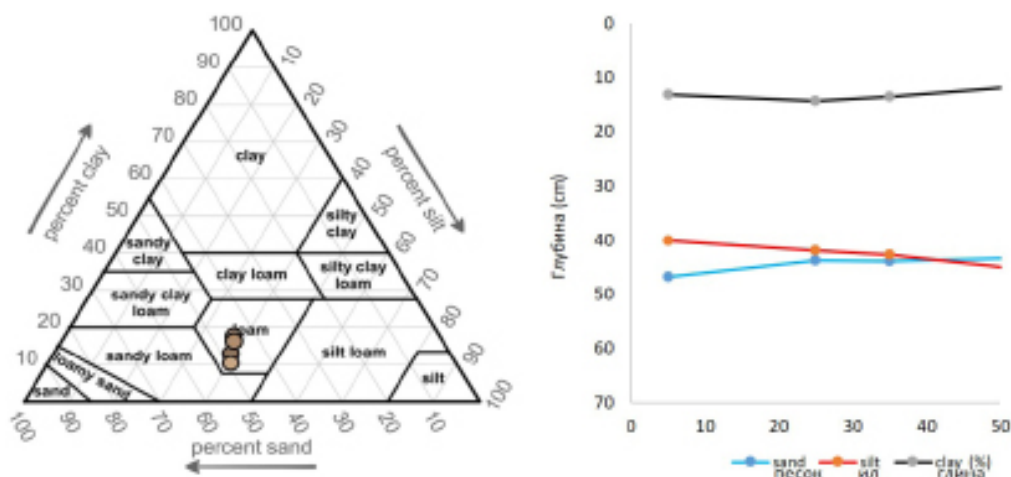 100
90
80
70
60
50
40
30
20
10
10
20
30
40
50
60
70
80
90
100
100
90
80
70
60
50
40
30
20
10
percent clay
percent silt
percent sand
clay
silty
clay
sandy
clay
clay loam
silty clay
loam
sandy clay
loam
loam
sandy loam
silt loam
loamy sand
sand
silt
0
10
20
30
40
50
60
70
Глубина (cm)
0
10
20
30
40
50
sand
silt
clay (%)
песок
ил
глина